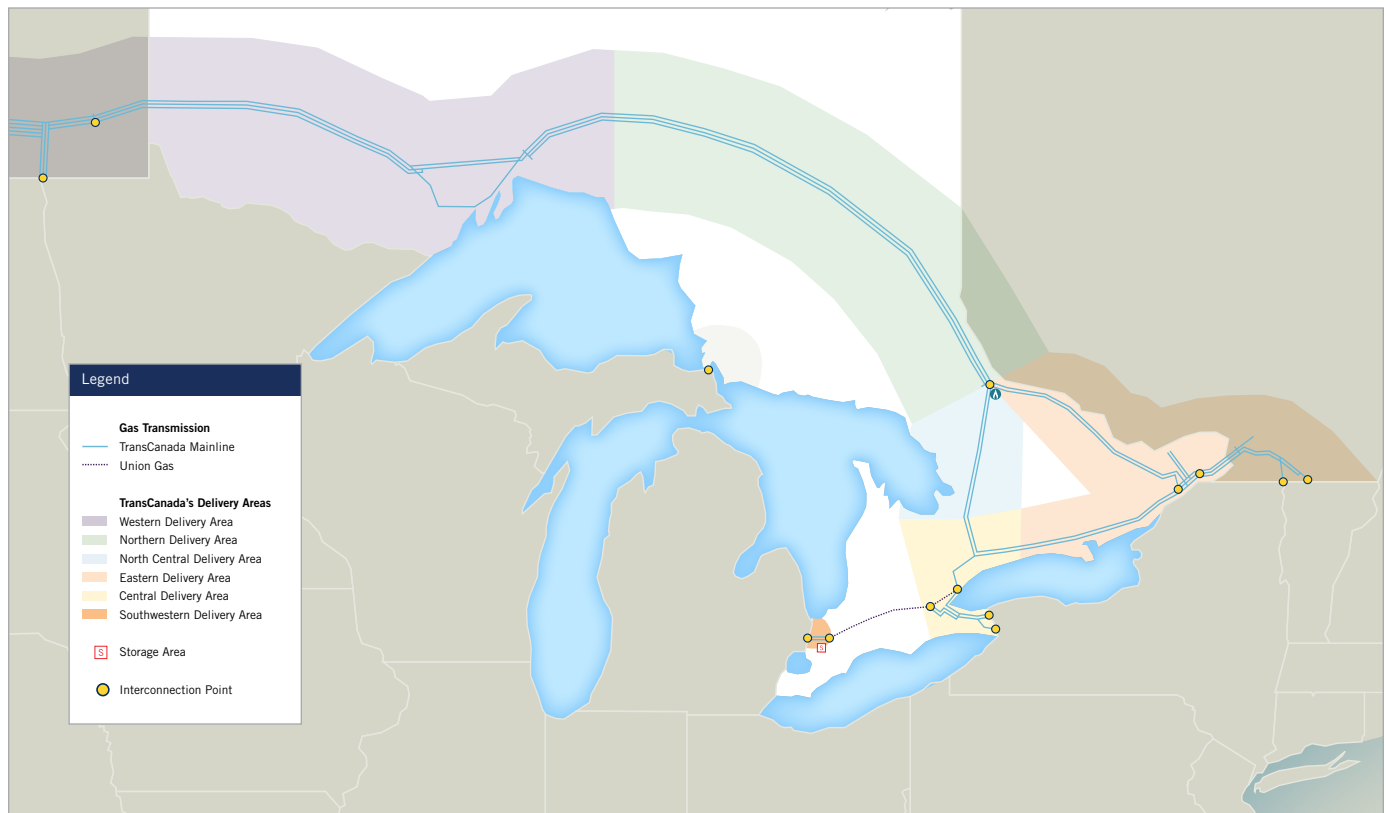 Legend
Gas Transmission
TransCanada Mainline
Union Gas
TransCanada's Delivery Areas
Western Delivery Area
Northern Delivery Area
North Central Delivery Area
Eastern Delivery Area
Central Delivery Area
Southwestern Delivery Area
S Storage Area
Interconnection Point
S